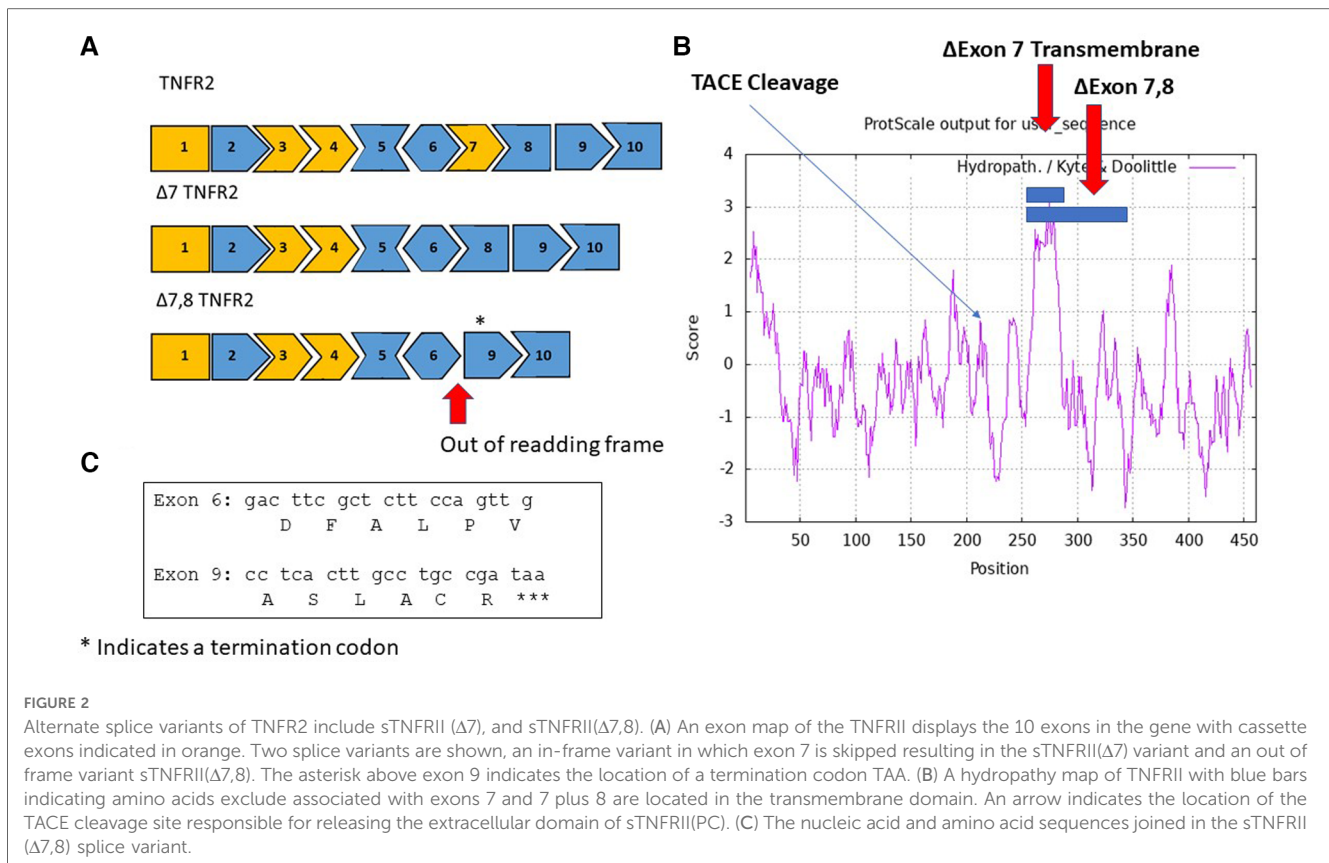 A
TNFR2
1 2 3 4 5 6 7 8 9 10
Δ7 TNFR2
1 2 3 4 5 6 8 9 10
Δ7,8 TNFR2
*
1 2 3 4 5 6 9 10
Out of readding frame
B
ΔExon 7 Transmembrane
TACE Cleavage
ΔExon 7,8
ProtScale output for user_sequence
Hydropath. / Kyte & Doolittle
4
3
2
1
0
-1
-2
-3
Score
50 100 150 200 250 300 350 400 450
Position
C
Exon 6: gac ttc gct ctt cca gtt g
D F A L P V
Exon 9: cc tca ctt gcc tgc cga taa
A S L A C R ***
* Indicates a termination codon
FIGURE 2
Alternate splice variants of TNFR2 include sTNFRII (Δ7), and sTNFRII(Δ7,8). (A) An exon map of the TNFRII displays the 10 exons in the gene with cassette
exons indicated in orange. Two splice variants are shown, an in-frame variant in which exon 7 is skipped resulting in the sTNFRII(Δ7) variant and an out of
frame variant sTNFRII(Δ7,8). The asterisk above exon 9 indicates the location of a termination codon TAA. (B) A hydropathy map of TNFRII with blue bars
indicating amino acids exclude associated with exons 7 and 7 plus 8 are located in the transmembrane domain. An arrow indicates the location of the
TACE cleavage site responsible for releasing the extracellular domain of sTNFRII(PC). (C) The nucleic acid and amino acid sequences joined in the sTNFRII
(Δ7,8) splice variant.